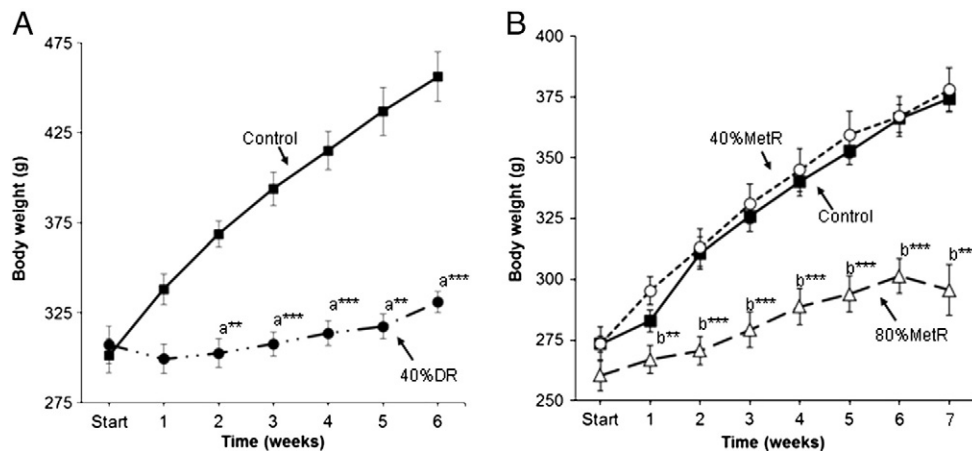 A
475
425
375
325
275
Body weight (g)
Control
a**
a***
a***
a**
a***
40%DR
Start 1 2 3 4 5 6
Time (weeks)
B
400
375
350
325
300
275
250
Body weight (g)
40%MetR
Control
b**
b***
b***
b***
b***
b***
b**
80%MetR
Start 1 2 3 4 5 6 7
Time (weeks)